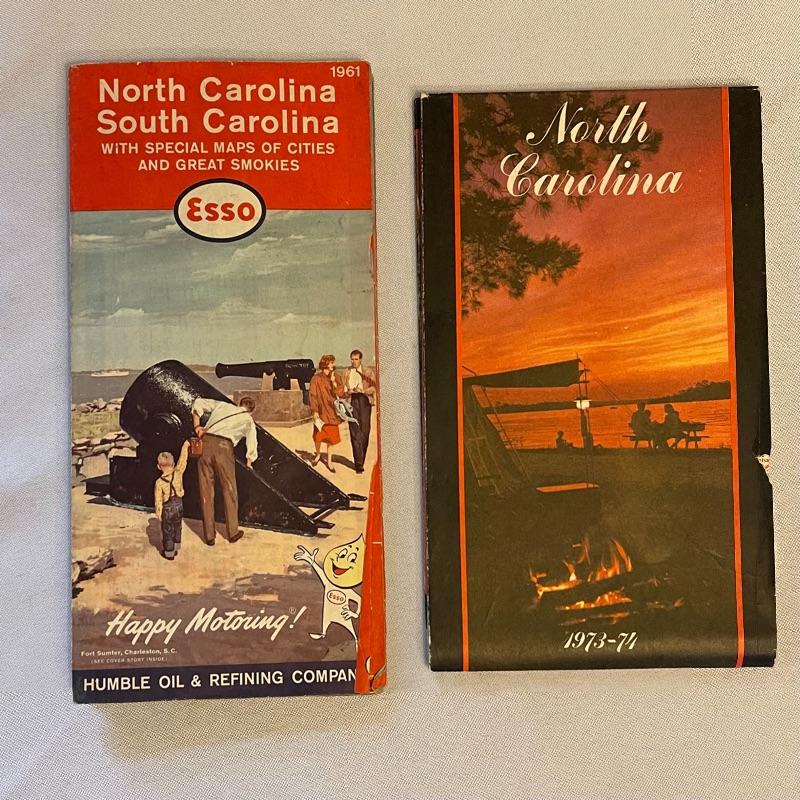 1961
North Carolina
South Carolina
WITH SPECIAL MAPS OF CITIES
AND GREAT SMOKIES
Esso
Esso
Happy Motoring!®
Fort Sumter, Charleston, S.C.
(SEE COVER STORY INSIDE)
HUMBLE OIL & REFINING COMPAN
North
Carolina
1973-74